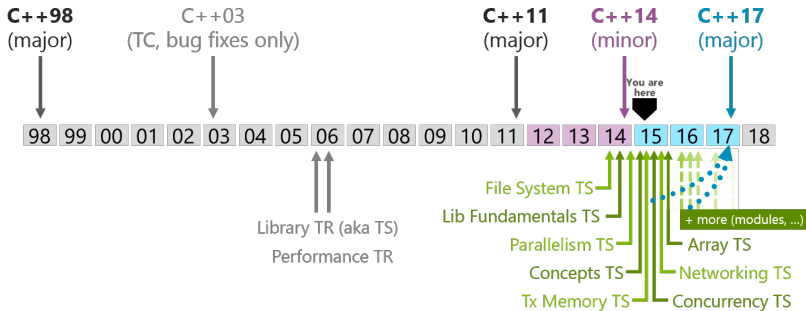 C++98
(major)
C++03
(TC, bug fixes only)
C++11
(major)
C++14
(minor)
C++17
(major)
You are
here
98 99 00 01 02 03 04 05 06 07 08 09 10 11 12 13 14 15 16 17 18
File System TS
Lib Fundamentals TS
+ more (modules, ...)
Library TR (aka TS)
Parallelism TS
Array TS
Performance TR
Concepts TS
Networking TS
Tx Memory TS
Concurrency TS